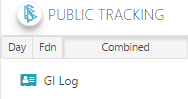 PUBLIC TRACKING
Day Fdn Combined
GI Log